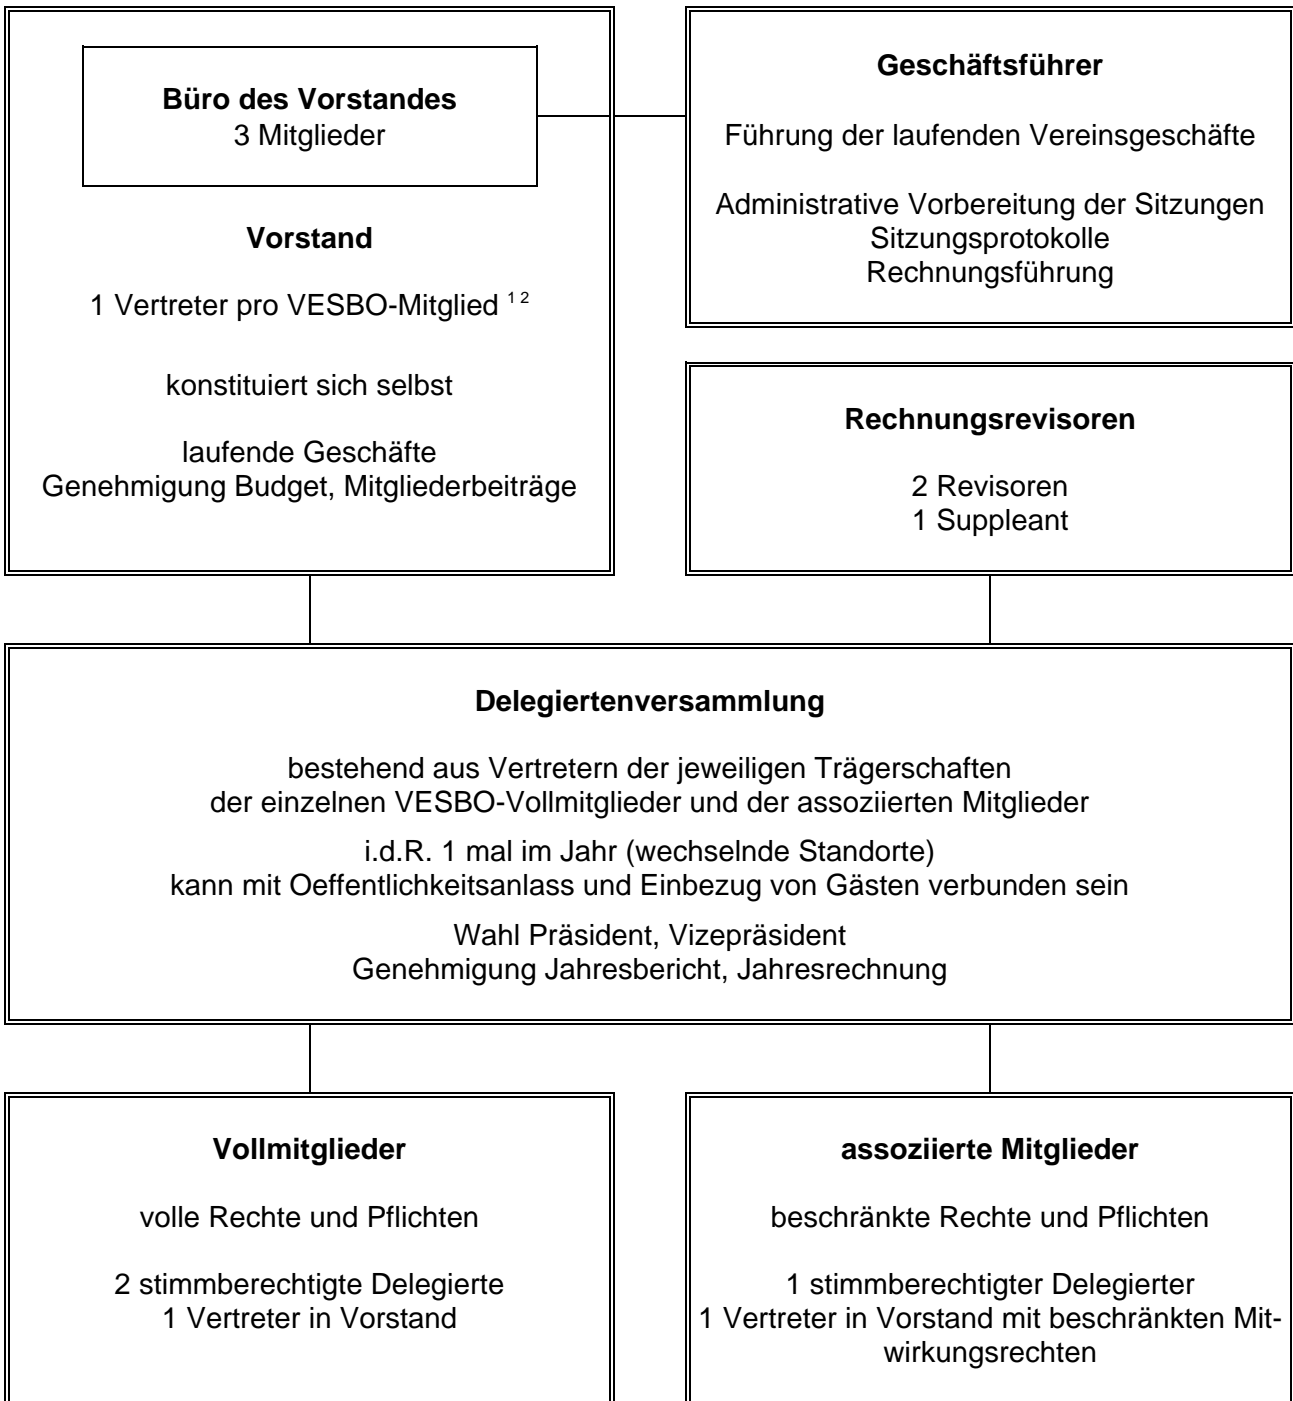 Büro des Vorstandes
3 Mitglieder
Vorstand
1 Vertreter pro VESBO-Mitglied 1 2
konstituiert sich selbst
laufende Geschäfte
Genehmigung Budget, Mitgliederbeiträge
Geschäftsführer
Führung der laufenden Vereinsgeschäfte
Administrative Vorbereitung der Sitzungen
Sitzungsprotokolle
Rechnungsführung
Rechnungsrevisoren
2 Revisoren
1 Suppleant
Delegiertenversammlung
bestehend aus Vertretern der jeweiligen Trägerschaften
der einzelnen VESBO-Vollmitglieder und der assoziierten Mitglieder
i.d.R. 1 mal im Jahr (wechselnde Standorte)
kann mit Oeffentlichkeitsanlass und Einbezug von Gästen verbunden sein
Wahl Präsident, Vizepräsident
Genehmigung Jahresbericht, Jahresrechnung
Vollmitglieder
volle Rechte und Pflichten
2 stimmberechtigte Delegierte
1 Vertreter in Vorstand
assoziierte Mitglieder
beschränkte Rechte und Pflichten
1 stimmberechtigter Delegierter
1 Vertreter in Vorstand mit beschränkten Mit-
wirkungsrechten